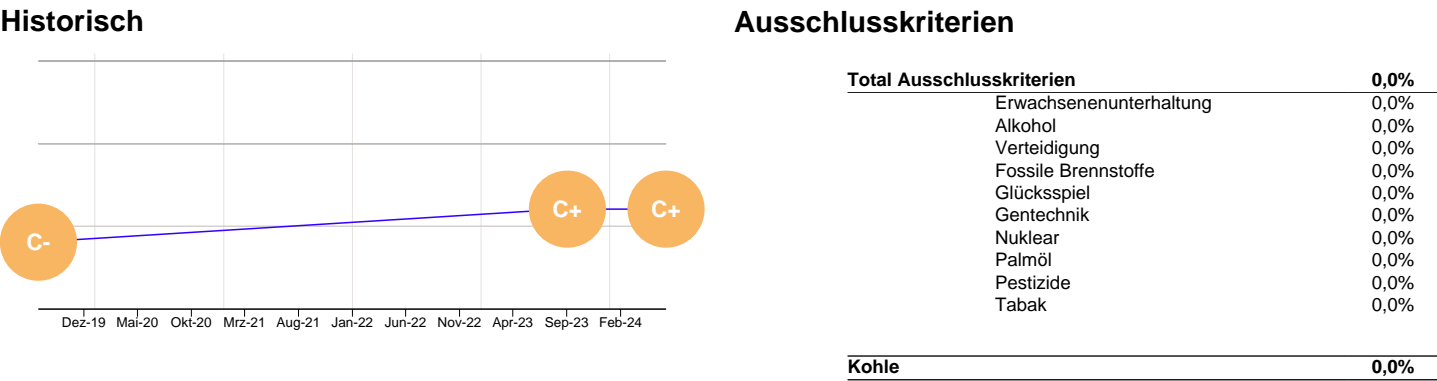 Historisch
C-
C+
C+
Dez-19 Mai-20 Okt-20 Mrz-21 Aug-21 Jan-22 Jun-22 Nov-22 Apr-23 Sep-23 Feb-24
Ausschlusskriterien
Total Ausschlusskriterien 0,0%
Erwachsenenunterhaltung 0,0%
Alkohol 0,0%
Verteidigung 0,0%
Fossile Brennstoffe 0,0%
Glücksspiel 0,0%
Gentechnik 0,0%
Nuklear 0,0%
Palmöl 0,0%
Pestizide 0,0%
Tabak 0,0%
Kohle 0,0%